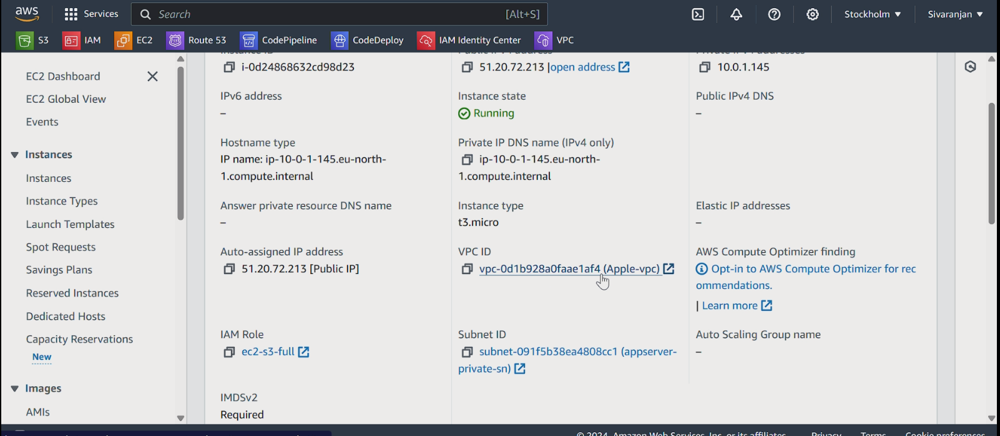 aws
Services
Search
[Alt+S]
Stockholm
Sivaranjan
S3
IAM
EC2
Route 53
CodePipeline
CodeDeploy
IAM Identity Center
VPC
EC2 Dashboard
EC2 Global View
Events
Instances
Instances
Instance Types
Launch Templates
Spot Requests
Savings Plans
Reserved Instances
Dedicated Hosts
Capacity Reservations
New
Images
AMIs
i-0d24868632cd98d23
51.20.72.213 |open address
10.0.1.145
IPv6 address
–
Instance state
Running
Public IPv4 DNS
–
Hostname type
IP name: ip-10-0-1-145.eu-north-
1.compute.internal
Private IP DNS name (IPv4 only)
ip-10-0-1-145.eu-north-
1.compute.internal
Answer private resource DNS name
–
Instance type
t3.micro
Elastic IP addresses
–
Auto-assigned IP address
51.20.72.213 [Public IP]
VPC ID
vpc-0d1b928a0faae1af4 (Apple-vpc)
AWS Compute Optimizer finding
Opt-in to AWS Compute Optimizer for rec
ommendations.
| Learn more
IAM Role
ec2-s3-full
Subnet ID
subnet-091f5b38ea4808cc1 (appserver-
private-sn)
Auto Scaling Group name
–
IMDSv2
Required
© 2024, Amazon Web Services, Inc. or its affiliates.
Privacy
Terms
Cookie preferences